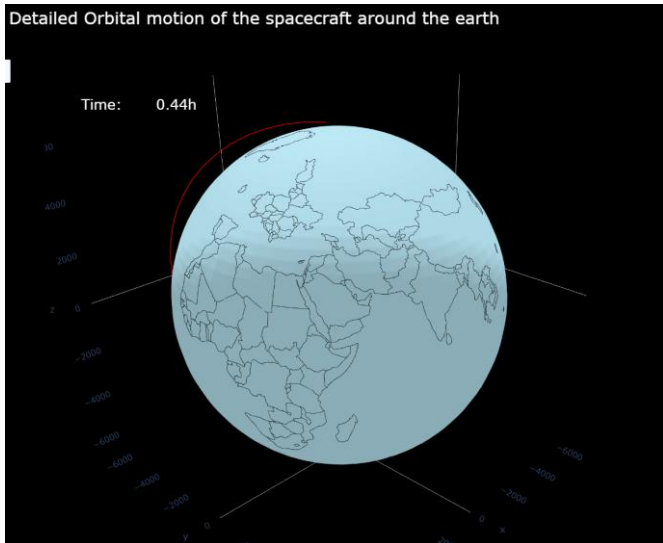 Detailed Orbital motion of the spacecraft around the earth
Time: 0.44h
4000
2000
z 0
−2000
−4000
−6000
−6000
−4000
−2000
y 0
0 x
−2000
−4000
−6000